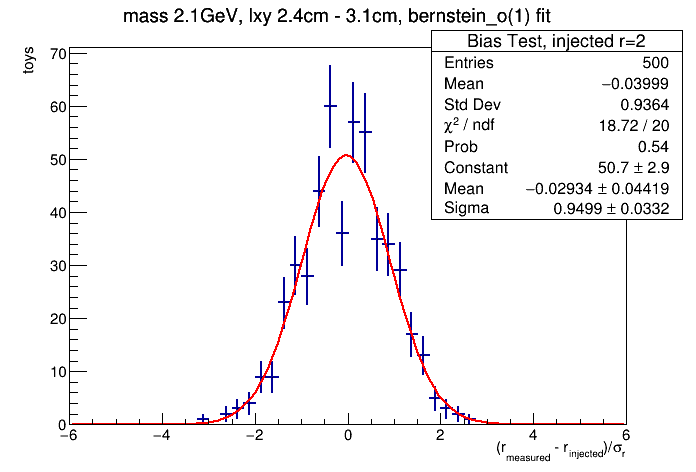 mass 2.1GeV, lxy 2.4cm - 3.1cm, bernstein_o(1) fit
toys
Bias Test, injected r=2
Entries 500
Mean −0.03999
Std Dev 0.9364
χ² / ndf 18.72 / 20
Prob 0.54
Constant 50.7 ± 2.9
Mean −0.02934 ± 0.04419
Sigma 0.9499 ± 0.0332
70
60
50
40
30
20
10
0
−6 −4 −2 0 2 4 6
(r_measured - r_injected)/σ_r